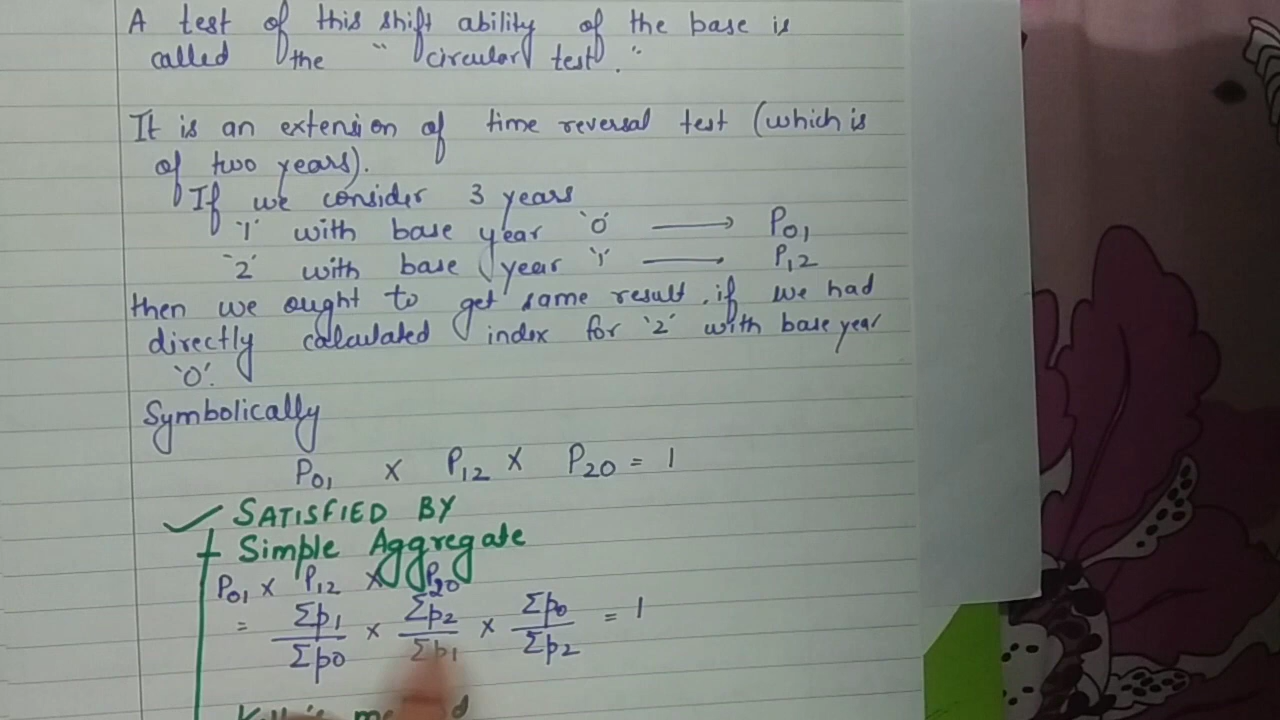 A test of this shift ability of the base is
called the " circular test."
It is an extension of time reversal test (which is
of two years).
If we consider 3 years
'1' with base year '0' → P01
'2' with base year '1' → P12
then we ought to get same result, if we had
directly calculated index for '2' with base year
'0'.
Symbolically
P01 x P12 x P20 = 1
✓ SATISFIED BY
+ Simple Aggregate
P01 x P12 x P20
= Σp1/Σp0 x Σp2/Σp1 x Σp0/Σp2 = 1